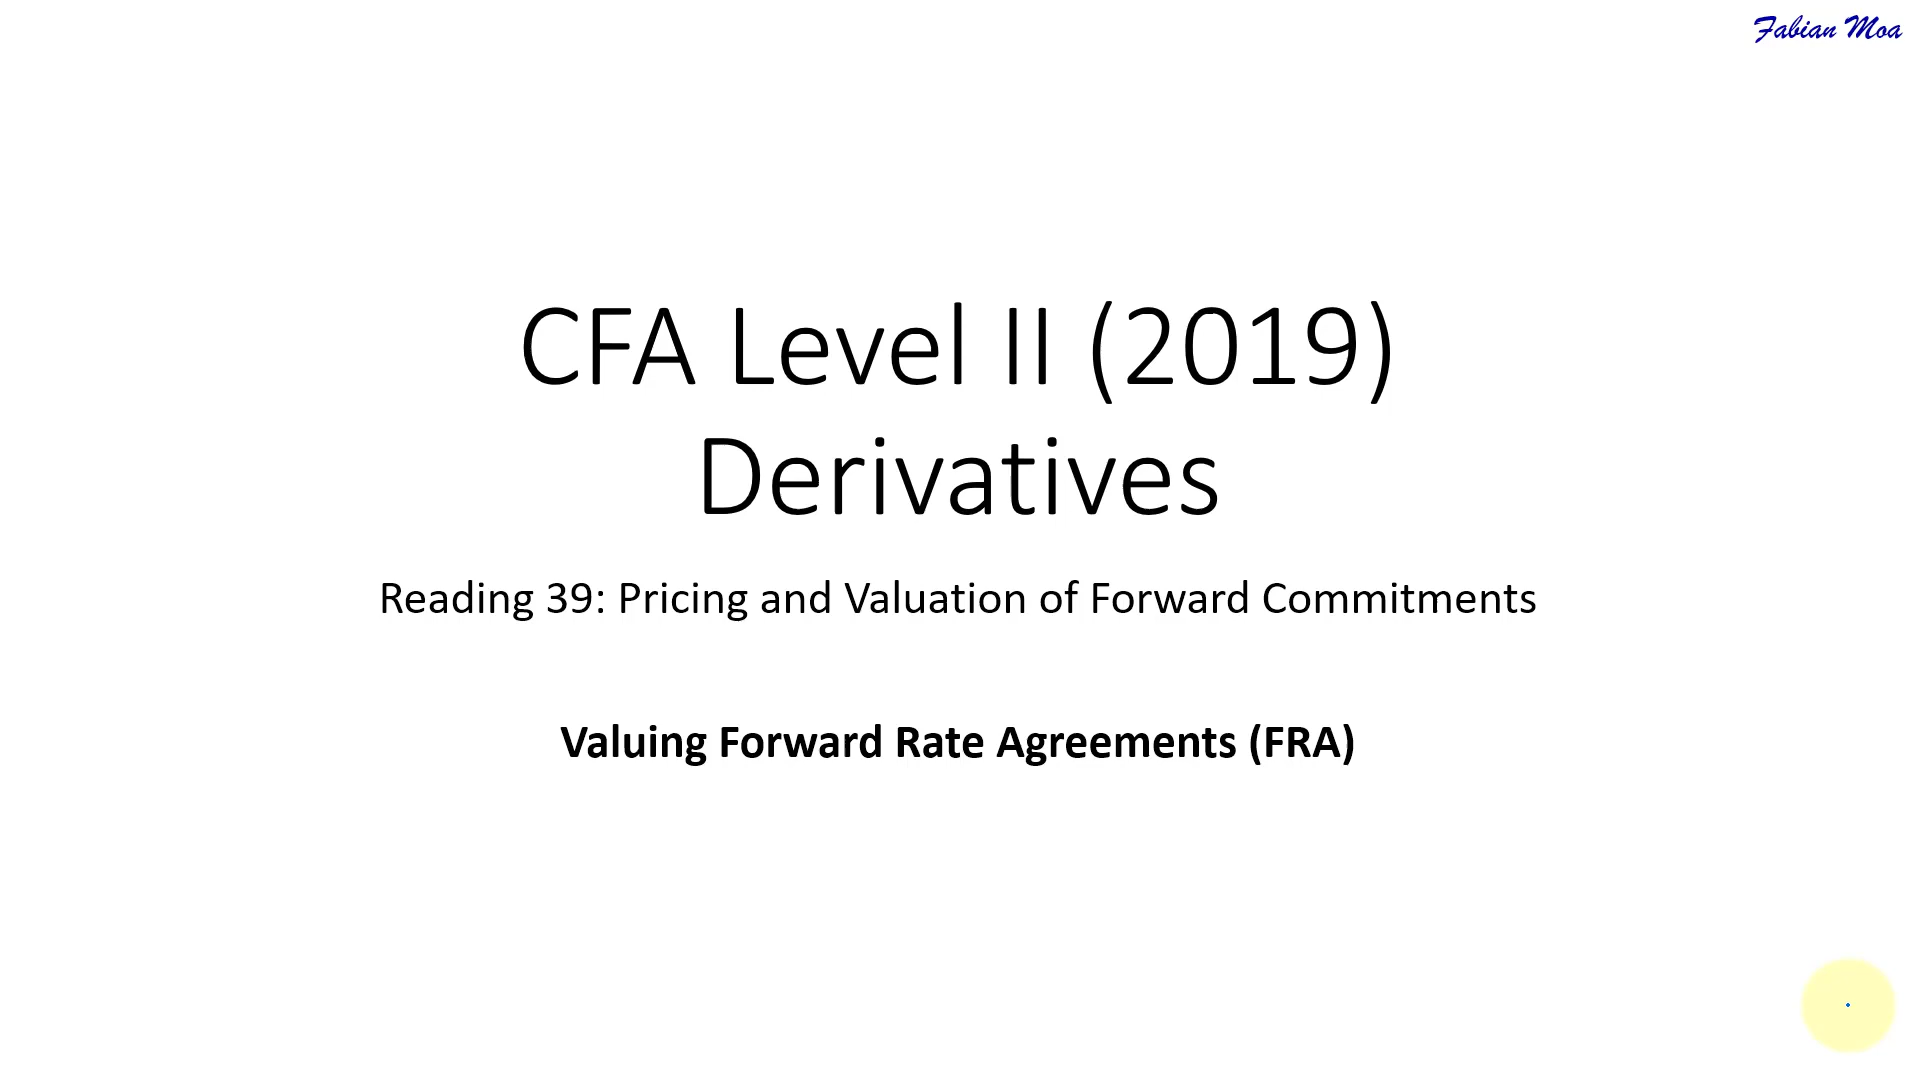 Fabian Moa
CFA Level II (2019)
Derivatives
Reading 39: Pricing and Valuation of Forward Commitments
Valuing Forward Rate Agreements (FRA)